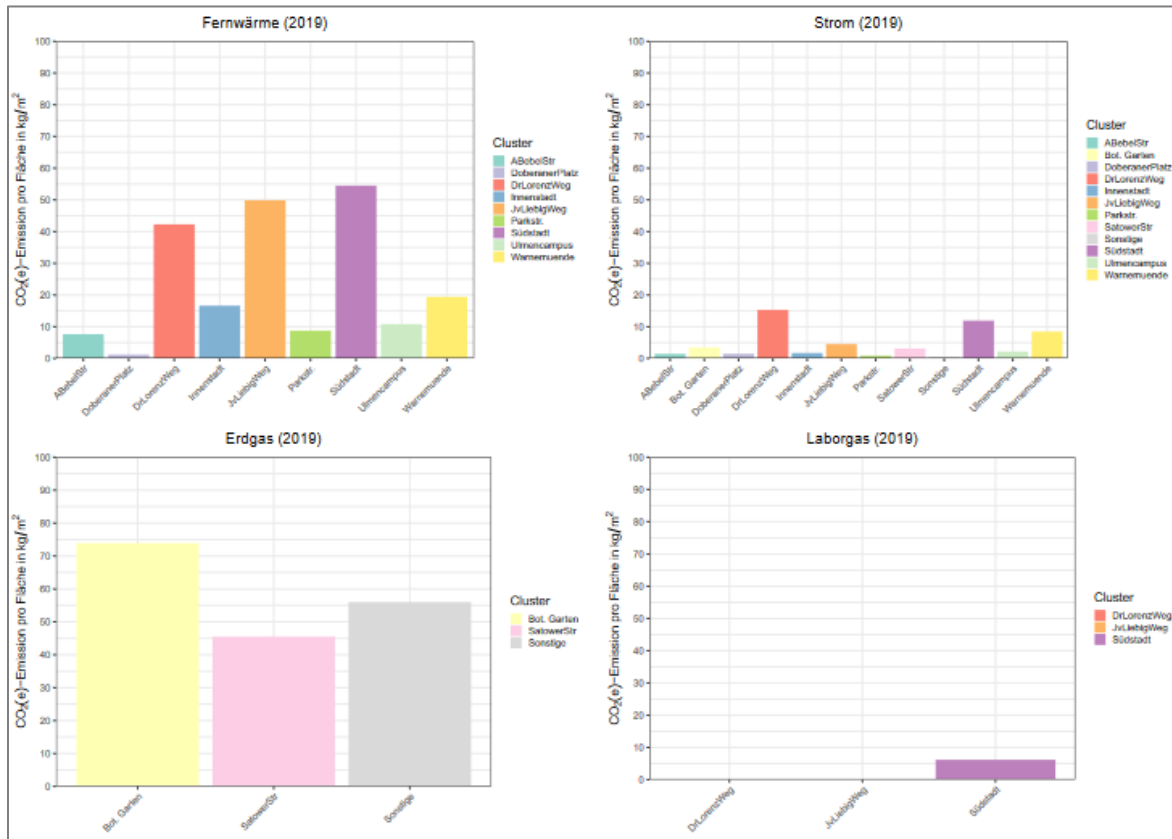 Fernwärme (2019)
CO₂(e)−Emission pro Fläche in kg/m²
100
90
80
70
60
50
40
30
20
10
0
ABebelStr
DoberanerPlatz
DrLorenzWeg
Innenstadt
JvLiebigWeg
Parkstr.
Südstadt
Ulmencampus
Warnemuende
Cluster
ABebelStr
DoberanerPlatz
DrLorenzWeg
Innenstadt
JvLiebigWeg
Parkstr.
Südstadt
Ulmencampus
Warnemuende
Strom (2019)
CO₂(e)−Emission pro Fläche in kg/m²
100
90
80
70
60
50
40
30
20
10
0
ABebelStr
Bot. Garten
DoberanerPlatz
DrLorenzWeg
Innenstadt
JvLiebigWeg
Parkstr.
SatowerStr
Sonstige
Südstadt
Ulmencampus
Warnemuende
Cluster
ABebelStr
Bot. Garten
DoberanerPlatz
DrLorenzWeg
Innenstadt
JvLiebigWeg
Parkstr.
SatowerStr
Sonstige
Südstadt
Ulmencampus
Warnemuende
Erdgas (2019)
CO₂(e)−Emission pro Fläche in kg/m²
100
90
80
70
60
50
40
30
20
10
0
Bot. Garten
SatowerStr
Sonstige
Cluster
Bot. Garten
SatowerStr
Sonstige
Laborgas (2019)
CO₂(e)−Emission pro Fläche in kg/m²
100
90
80
70
60
50
40
30
20
10
0
DrLorenzWeg
JvLiebigWeg
Südstadt
Cluster
DrLorenzWeg
JvLiebigWeg
Südstadt